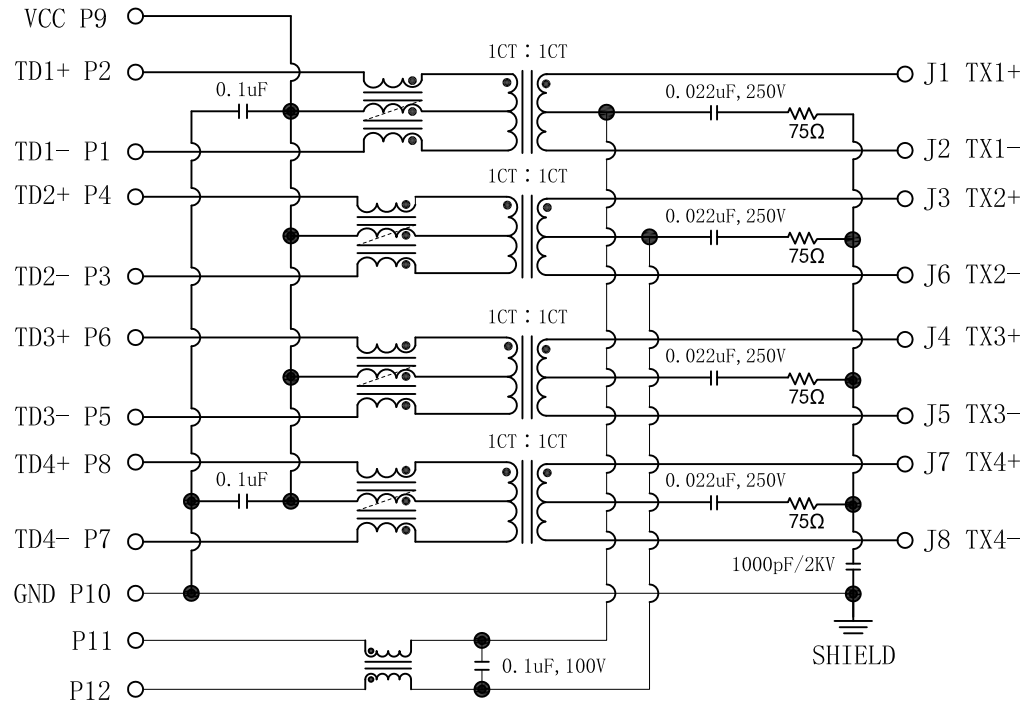 VCC P9
1CT : 1CT
TD1+ P2
J1 TX1+
0.1uF
0.022uF, 250V
75Ω
TD1- P1
J2 TX1-
1CT : 1CT
TD2+ P4
J3 TX2+
0.022uF, 250V
75Ω
TD2- P3
J6 TX2-
1CT : 1CT
TD3+ P6
J4 TX3+
0.022uF, 250V
75Ω
TD3- P5
J5 TX3-
1CT : 1CT
TD4+ P8
J7 TX4+
0.1uF
0.022uF, 250V
75Ω
TD4- P7
J8 TX4-
1000pF/2KV
GND P10
P11
SHIELD
0.1uF, 100V
P12